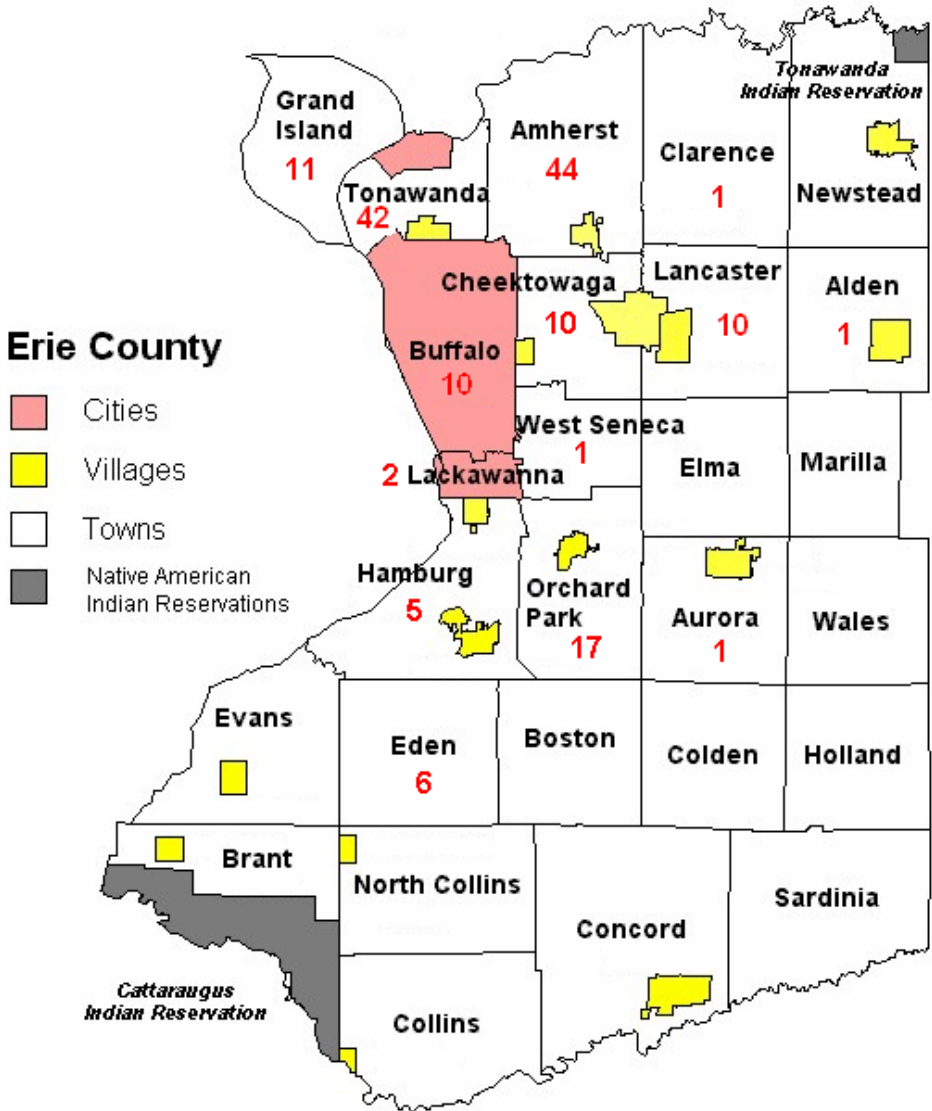 Tonawanda
Indian Reservation
Grand
Island
11
Amherst
44
Clarence
1
Newstead
Tonawanda
42
Cheektowaga
10
Lancaster
10
Alden
1
Erie County
Cities
Villages
Towns
Native American
Indian Reservations
Buffalo
10
West Seneca
1
2 Lackawanna
Elma
Marilla
Hamburg
5
Orchard
Park
17
Aurora
1
Wales
Evans
Eden
6
Boston
Colden
Holland
Brant
North Collins
Concord
Sardinia
Cattaraugus
Indian Reservation
Collins